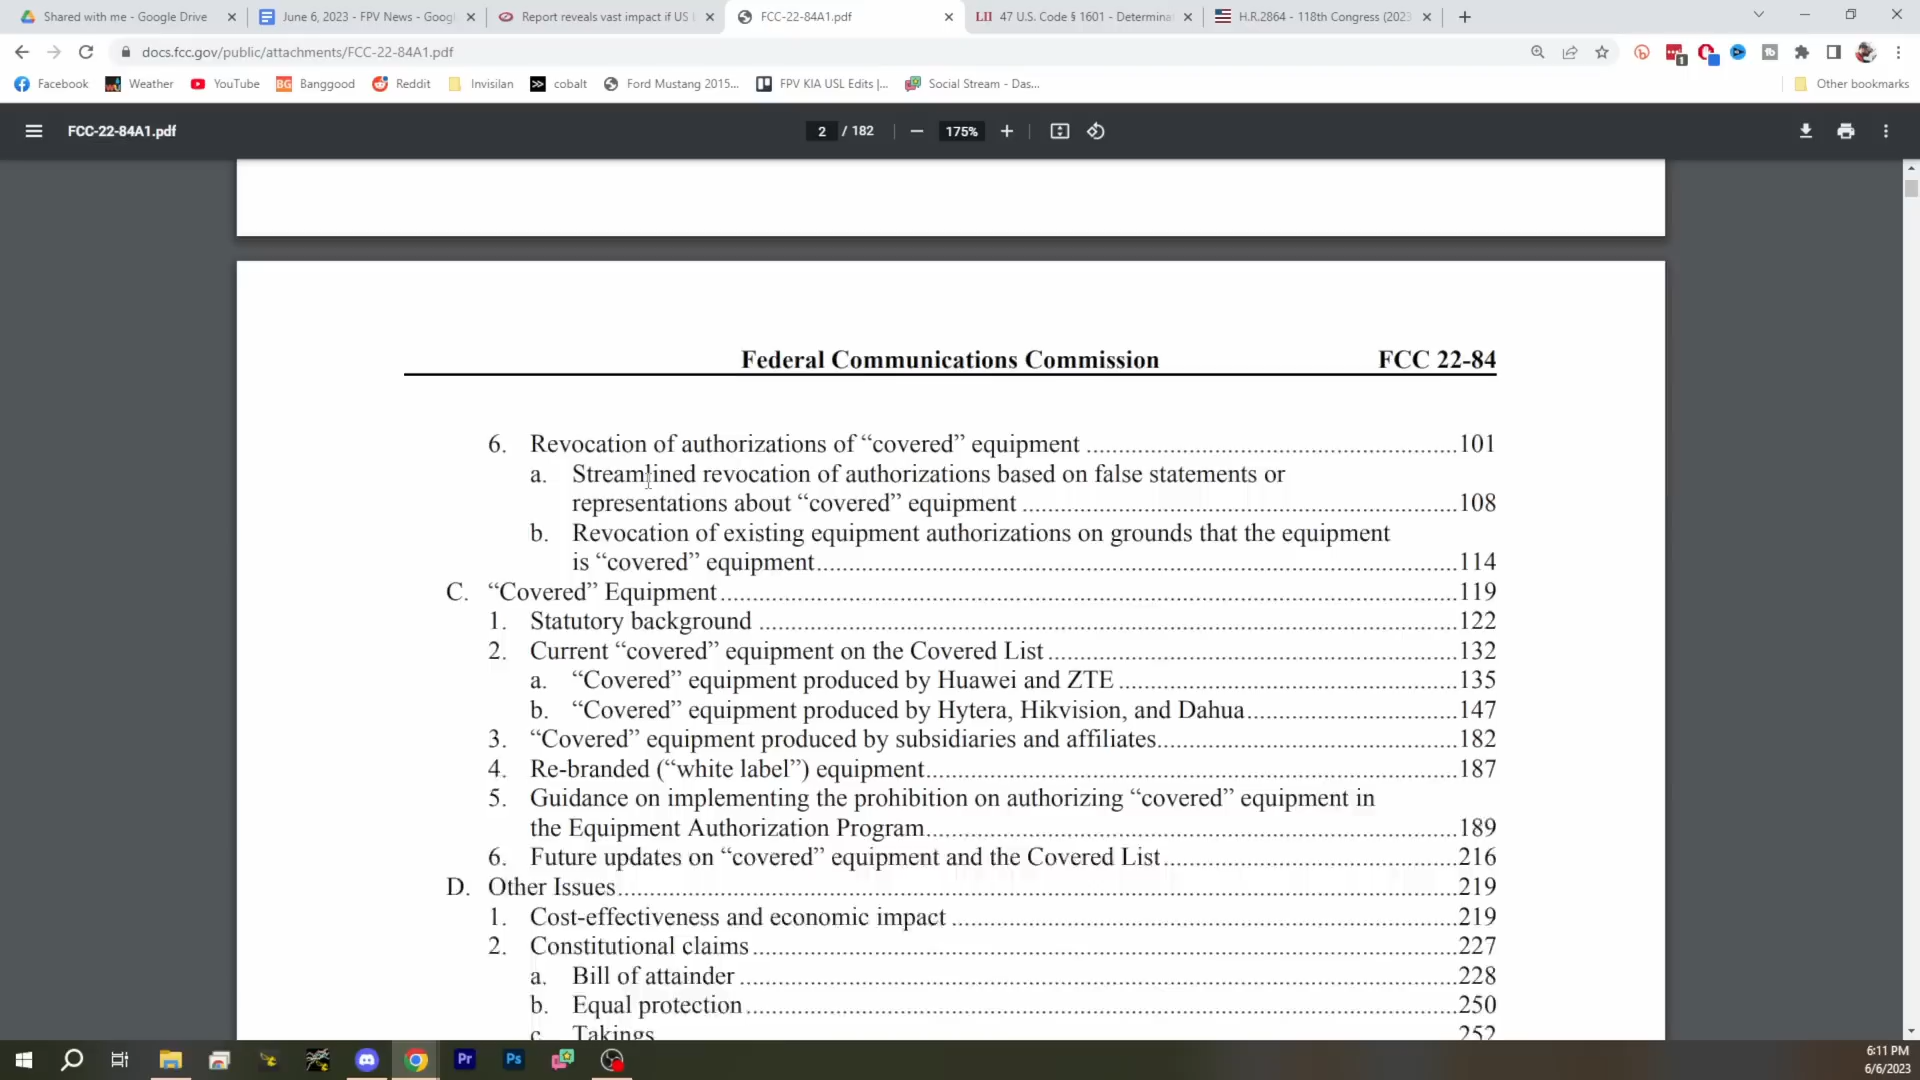 Shared with me - Google Drive
June 6, 2023 - FPV News - Goog
Report reveals vast impact if US
FCC-22-84A1.pdf
LII 47 U.S. Code § 1601 - Determina
H.R.2864 - 118th Congress (2023
docs.fcc.gov/public/attachments/FCC-22-84A1.pdf
1
Facebook
Weather
YouTube
BG Banggood
Reddit
Invisilan
cobalt
Ford Mustang 2015...
FPV KIA USL Edits |...
Social Stream - Das...
Other bookmarks
FCC-22-84A1.pdf
2 / 182
175%
Federal Communications Commission FCC 22-84
6. Revocation of authorizations of “covered” equipment ........ 101
a. Streamlined revocation of authorizations based on false statements or
representations about “covered” equipment ........ 108
b. Revocation of existing equipment authorizations on grounds that the equipment
is “covered” equipment........ 114
C. “Covered” Equipment........ 119
1. Statutory background ........ 122
2. Current “covered” equipment on the Covered List ........ 132
a. “Covered” equipment produced by Huawei and ZTE ........ 135
b. “Covered” equipment produced by Hytera, Hikvision, and Dahua........ 147
3. “Covered” equipment produced by subsidiaries and affiliates........ 182
4. Re-branded (“white label”) equipment........ 187
5. Guidance on implementing the prohibition on authorizing “covered” equipment in
the Equipment Authorization Program........ 189
6. Future updates on “covered” equipment and the Covered List........ 216
D. Other Issues........ 219
1. Cost-effectiveness and economic impact ........ 219
2. Constitutional claims ........ 227
a. Bill of attainder ........ 228
b. Equal protection ........ 250
c. Takings........ 252
Pr
Ps
6:11 PM
6/6/2023